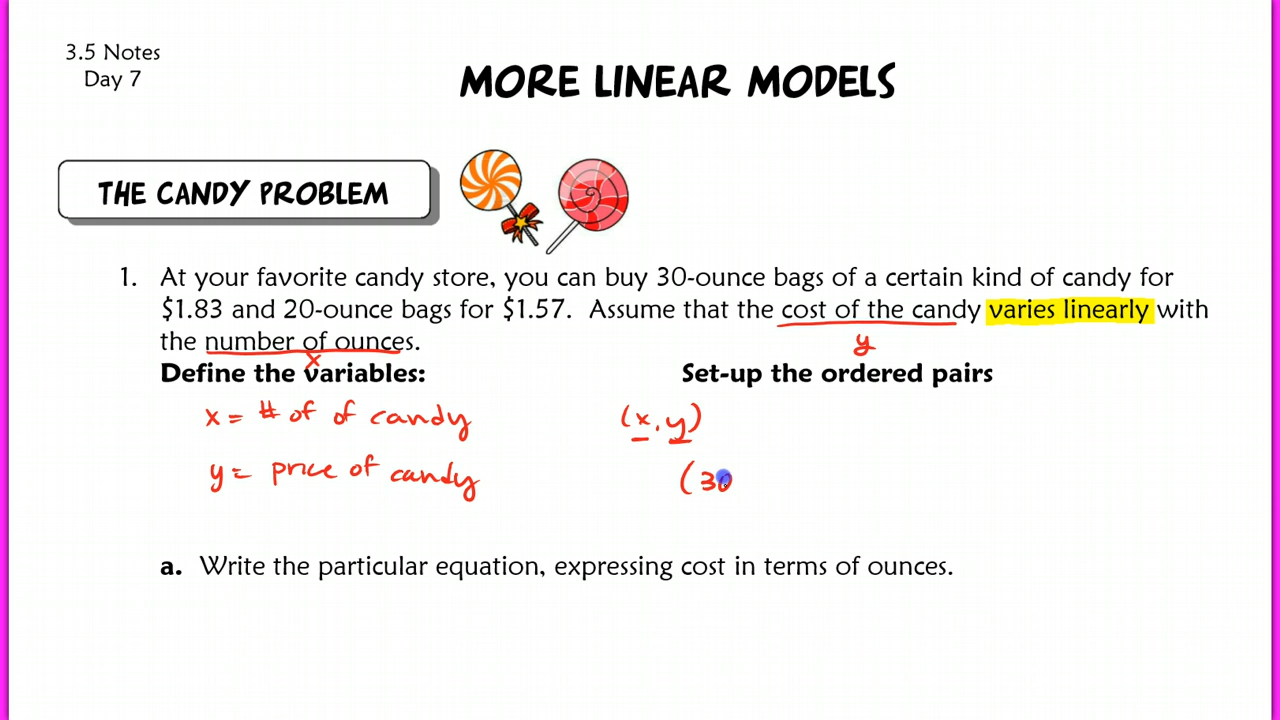 3.5 Notes
Day 7
MORE LINEAR MODELS
THE CANDY PROBLEM
1. At your favorite candy store, you can buy 30-ounce bags of a certain kind of candy for
$1.83 and 20-ounce bags for $1.57. Assume that the cost of the candy varies linearly with
y
the number of ounces.
x
Define the variables: Set-up the ordered pairs
x = # of of candy (x, y)
y = price of candy (30
a. Write the particular equation, expressing cost in terms of ounces.